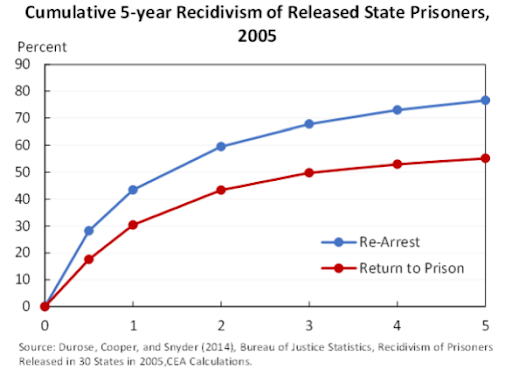 Cumulative 5-year Recidivism of Released State Prisoners,
2005
Percent
90
80
70
60
50
40
30
20
10
0
Re-Arrest
Return to Prison
0 1 2 3 4 5
Source: Durose, Cooper, and Snyder (2014), Bureau of Justice Statistics, Recidivism of Prisoners
Released in 30 States in 2005,CEA Calculations.